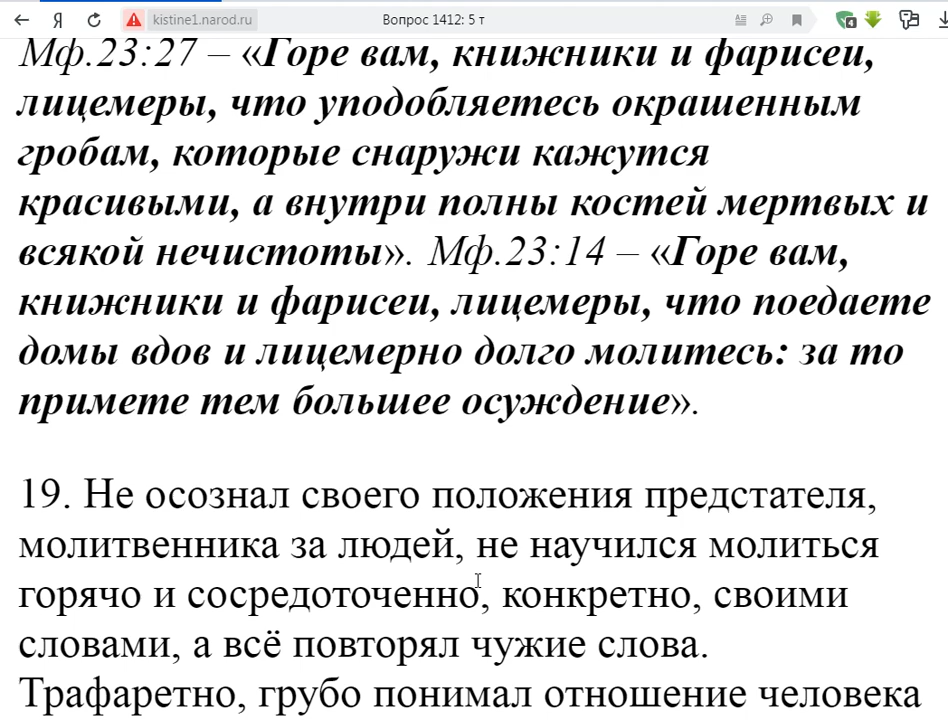 kistine1.narod.ru
Вопрос 1412: 5 т
Мф.23:27 – «Горе вам, книжники и фарисеи,
лицемеры, что уподобляетесь окрашенным
гробам, которые снаружи кажутся
красивыми, а внутри полны костей мертвых и
всякой нечистоты». Мф.23:14 – «Горе вам,
книжники и фарисеи, лицемеры, что поедаете
домы вдов и лицемерно долго молитесь: за то
примете тем большее осуждение».
19. Не осознал своего положения предстателя,
молитвенника за людей, не научился молиться
горячо и сосредоточенно, конкретно, своими
словами, а всё повторял чужие слова.
Трафаретно, грубо понимал отношение человека